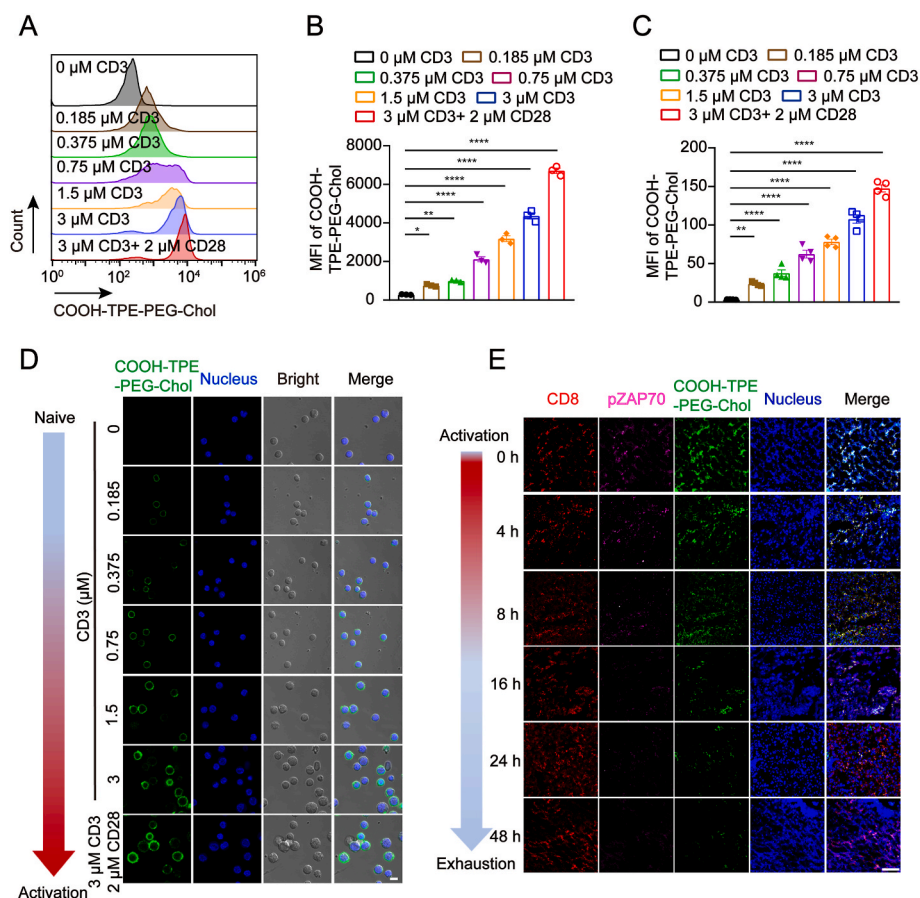 A
0 μM CD3
0.185 μM CD3
0.375 μM CD3
0.75 μM CD3
1.5 μM CD3
3 μM CD3
3 μM CD3+ 2 μM CD28
Count
10⁰ 10² 10⁴ 10⁶
COOH-TPE-PEG-Chol
B
0 μM CD3 0.185 μM CD3
0.375 μM CD3 0.75 μM CD3
1.5 μM CD3 3 μM CD3
3 μM CD3+ 2 μM CD28
MFI of COOH-
TPE-PEG-Chol
8000
6000
4000
2000
0
****
****
****
****
**
*
C
0 μM CD3 0.185 μM CD3
0.375 μM CD3 0.75 μM CD3
1.5 μM CD3 3 μM CD3
3 μM CD3+ 2 μM CD28
MFI of COOH-
TPE-PEG-Chol
200
150
100
50
0
****
****
****
****
****
**
D
COOH-TPE
-PEG-Chol Nucleus Bright Merge
Naive
Activation
CD3 (μM)
0
0.185
0.375
0.75
1.5
3
3 μM CD3
2 μM CD28
E
CD8 pZAP70 COOH-TPE
-PEG-Chol Nucleus Merge
Activation
0 h
4 h
8 h
16 h
24 h
48 h
Exhaustion